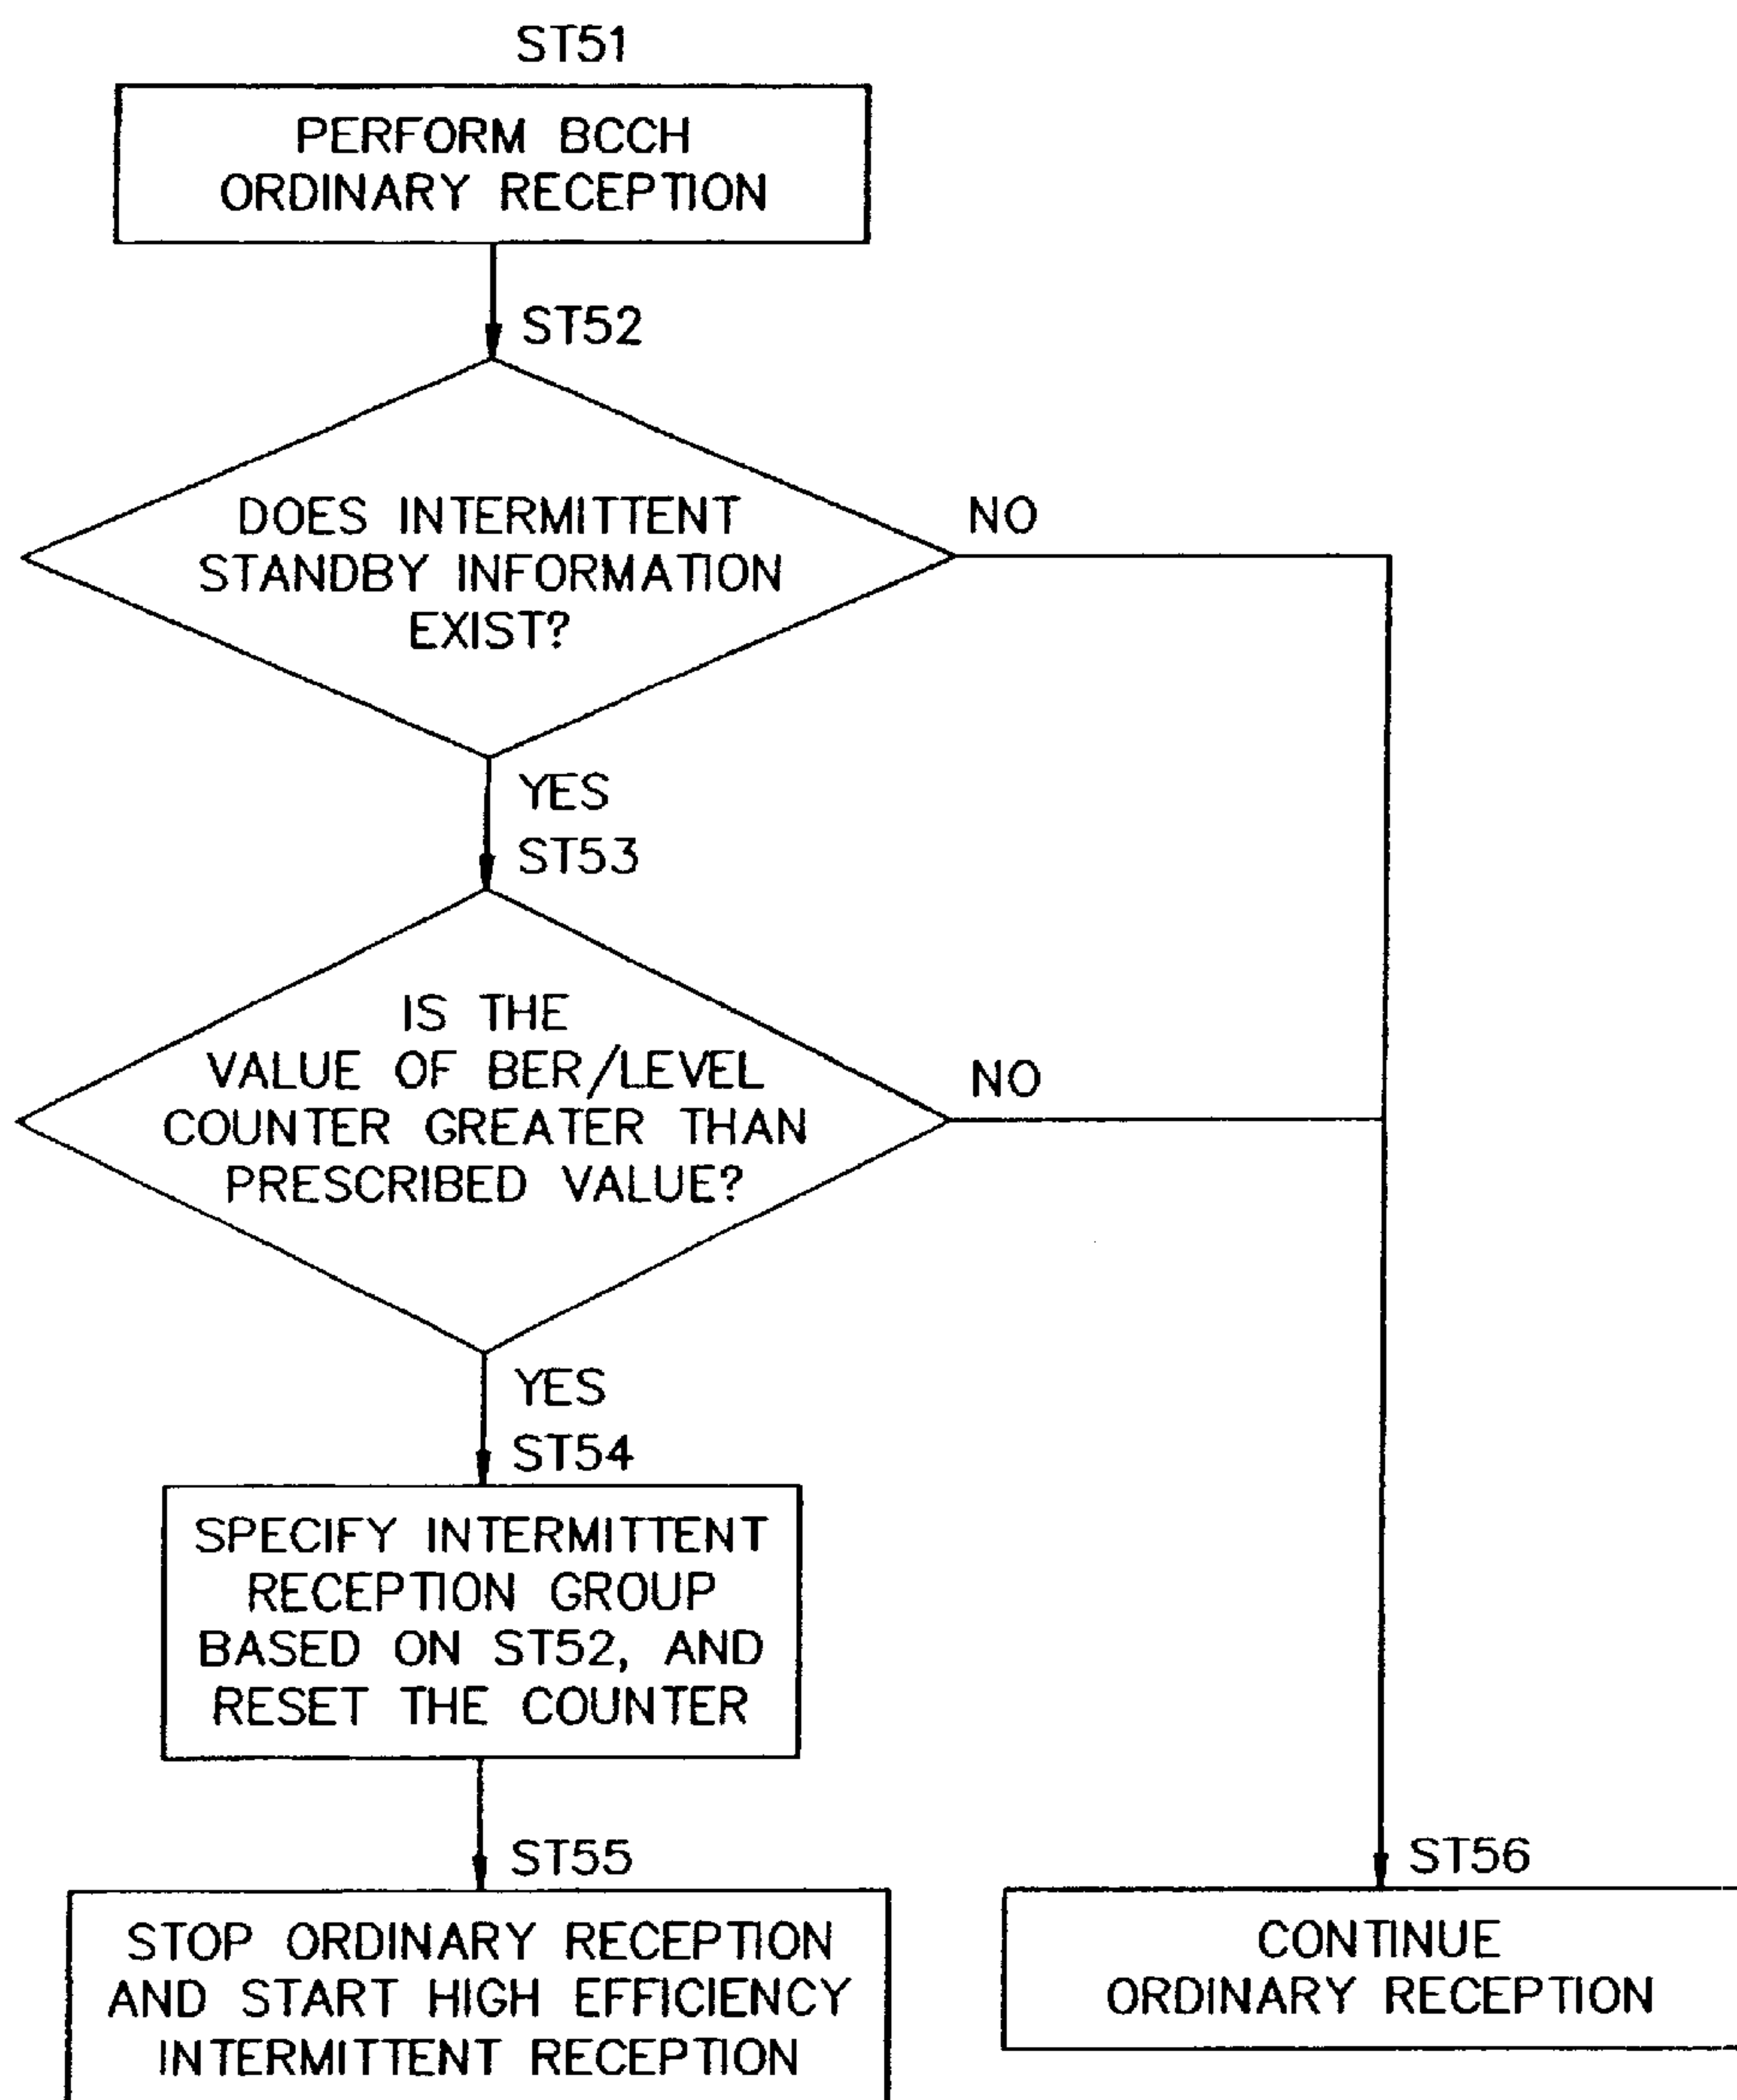 ST51
PERFORM BCCH
ORDINARY RECEPTION
ST52
DOES INTERMITTENT
STANDBY INFORMATION
EXIST?
NO
YES
ST53
IS THE
VALUE OF BER/LEVEL
COUNTER GREATER THAN
PRESCRIBED VALUE?
NO
YES
ST54
SPECIFY INTERMITTENT
RECEPTION GROUP
BASED ON ST52, AND
RESET THE COUNTER
ST55
STOP ORDINARY RECEPTION
AND START HIGH EFFICIENCY
INTERMITTENT RECEPTION
ST56
CONTINUE
ORDINARY RECEPTION